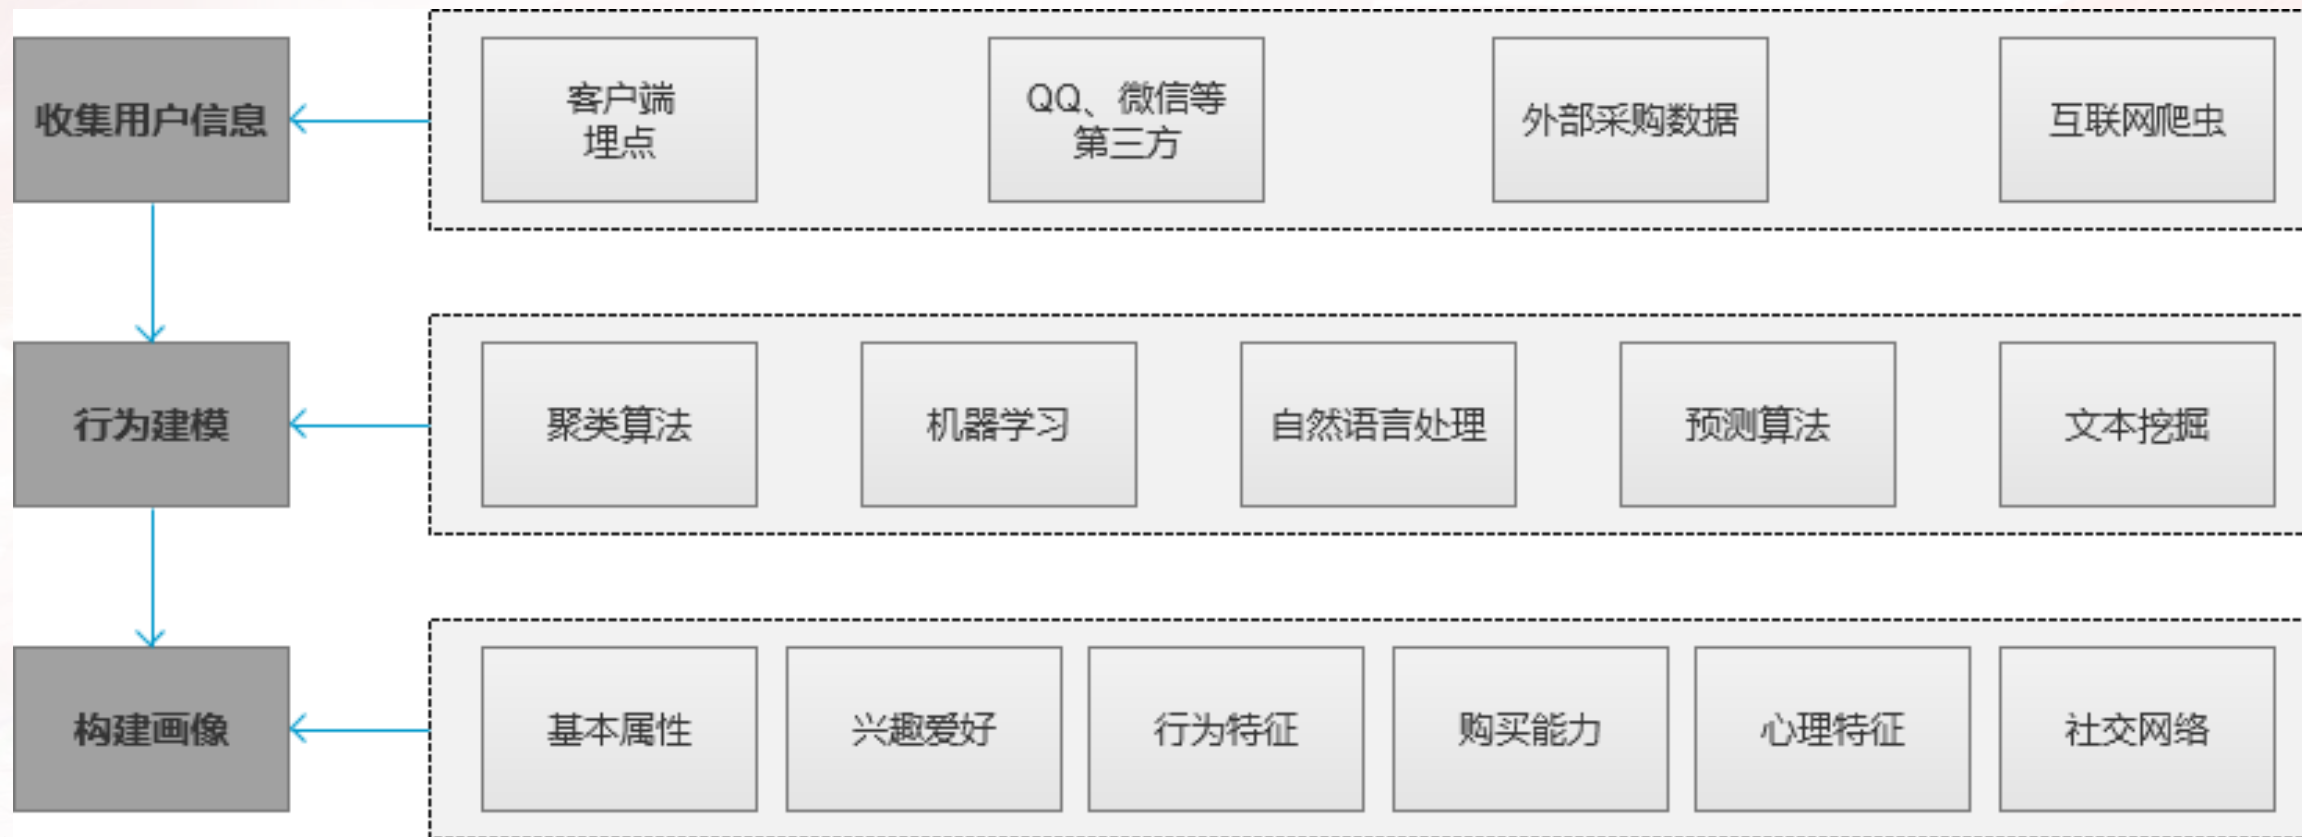 收集用户信息
客户端
埋点
QQ、微信等
第三方
外部采购数据
互联网爬虫
行为建模
聚类算法
机器学习
自然语言处理
预测算法
文本挖掘
构建画像
基本属性
兴趣爱好
行为特征
购买能力
心理特征
社交网络